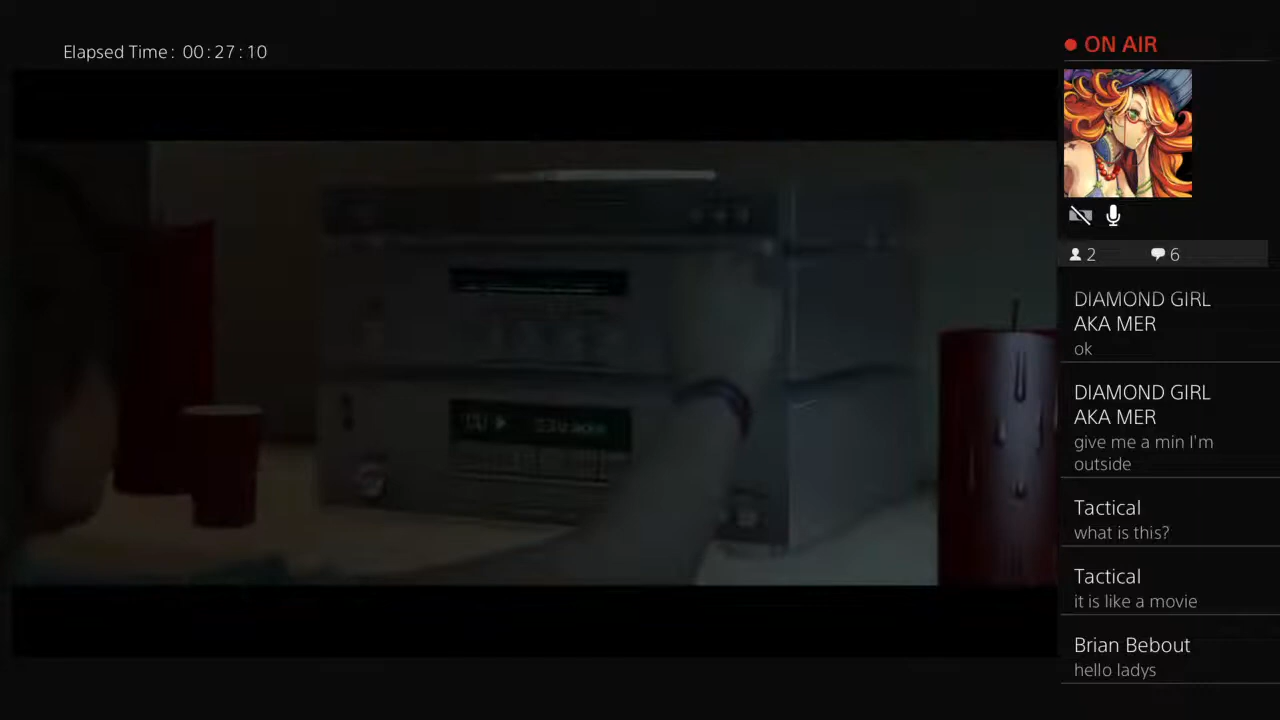 Elapsed Time: 00:27:10
ON AIR
2
6
DIAMOND GIRL
AKA MER
ok
DIAMOND GIRL
AKA MER
give me a min I'm
outside
Tactical
what is this?
Tactical
it is like a movie
Brian Bebout
hello ladys